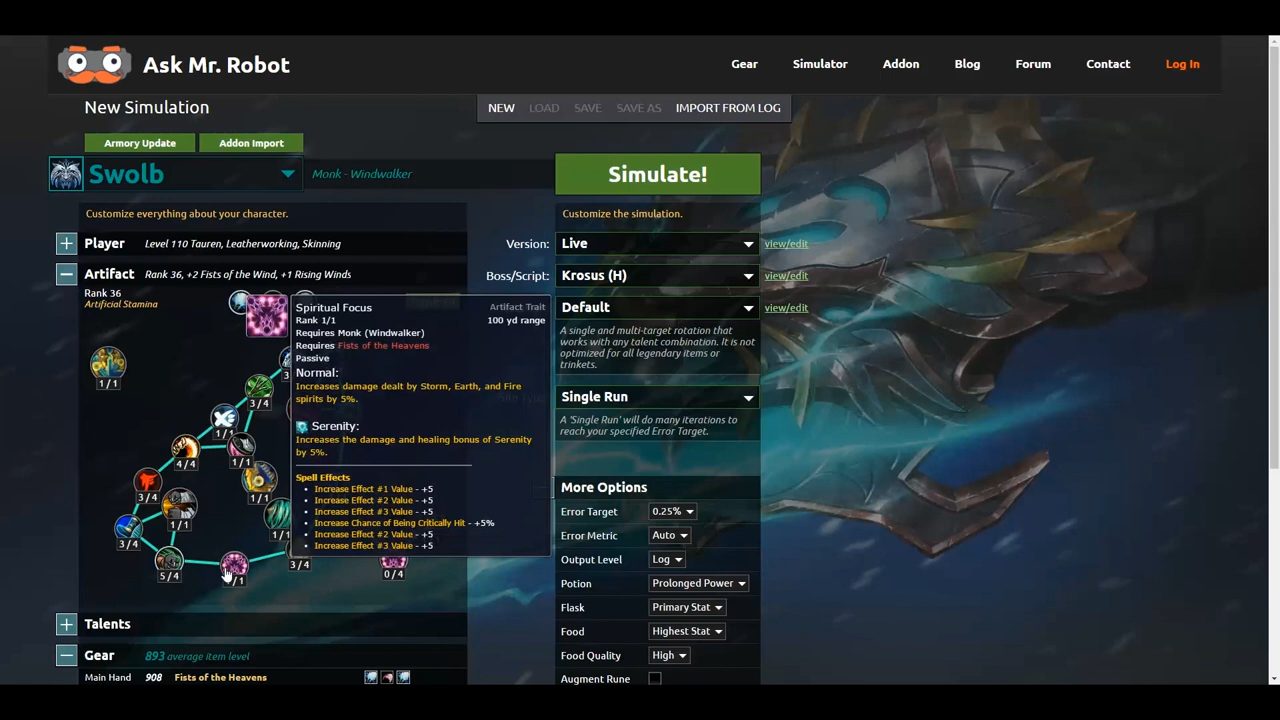 Ask Mr. Robot
Gear
Simulator
Addon
Blog
Forum
Contact
Log In
New Simulation
NEW
LOAD
SAVE
SAVE AS
IMPORT FROM LOG
Armory Update
Addon Import
Swolb
Monk - Windwalker
Simulate!
Customize everything about your character.
Customize the simulation.
Player
Level 110 Tauren, Leatherworking, Skinning
Version:
Live
view/edit
Artifact
Rank 36, +2 Fists of the Wind, +1 Rising Winds
Boss/Script:
Krosus (H)
view/edit
Rank 36
Artificial Stamina
Default
view/edit
A single and multi-target rotation that
works with any talent combination. It is
not optimized for all legendary items or
trinkets.
Single Run
A 'Single Run' will do many iterations to
reach your specified Error Target.
Spiritual Focus
Artifact Trait
Rank 1/1
100 yd range
Requires Monk (Windwalker)
Requires Fists of the Heavens
Passive
Normal:
Increases damage dealt by Storm, Earth, and Fire
spirits by 5%.
Serenity:
Increases the damage and healing bonus of Serenity
by 5%.
Spell Effects
Increase Effect #1 Value - +5
Increase Effect #2 Value - +5
Increase Effect #3 Value - +5
Increase Chance of Being Critically Hit - +5%
Increase Effect #2 Value - +5
Increase Effect #3 Value - +5
1/1
3/4
1/1
4/4
1/1
3/4
1/1
1/1
3/4
5/4
3/4
0/4
More Options
Error Target
0.25%
Error Metric
Auto
Output Level
Log
Potion
Prolonged Power
Flask
Primary Stat
Food
Highest Stat
Food Quality
High
Augment Rune
Talents
Gear
893 average item level
Main Hand
908
Fists of the Heavens